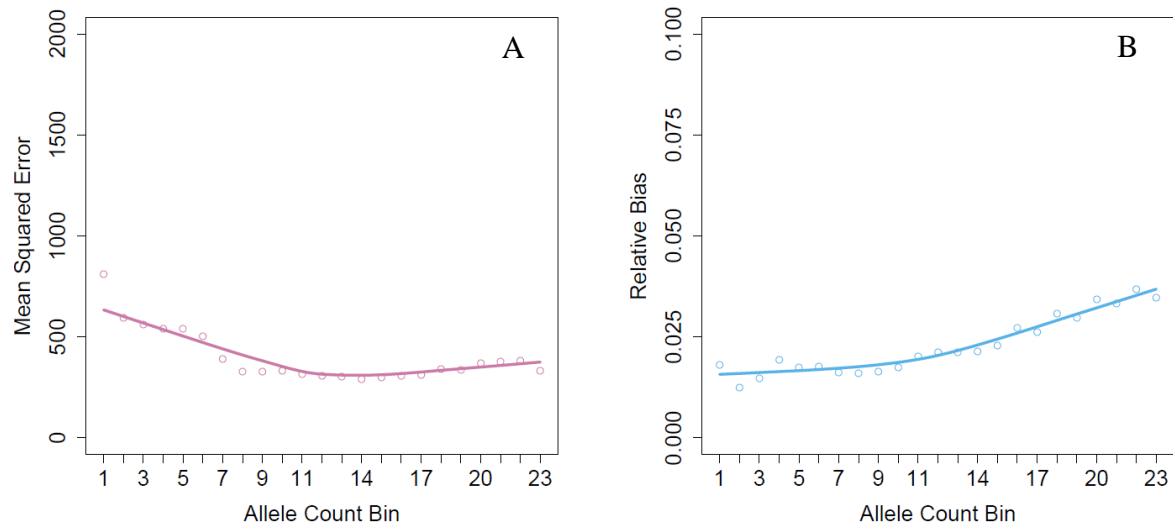 A
Mean Squared Error
2000
1500
1000
500
0
1 3 5 7 9 11 14 17 20 23
Allele Count Bin
B
Relative Bias
0.100
0.075
0.050
0.025
0.000
1 3 5 7 9 11 14 17 20 23
Allele Count Bin